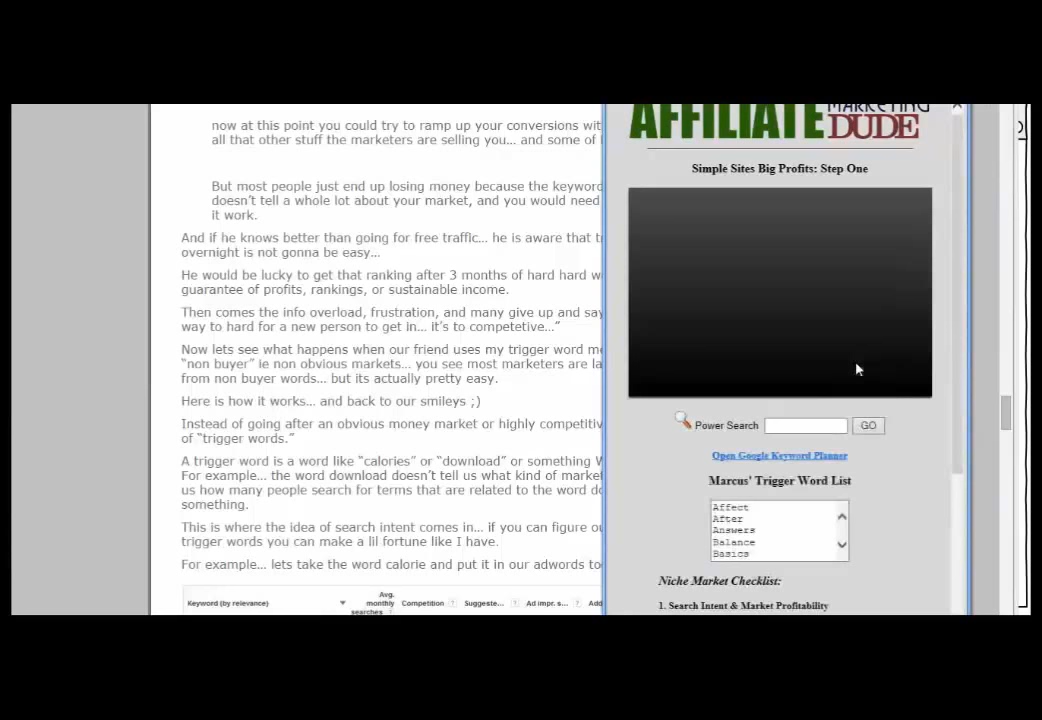 now at this point you could try to ramp up your conversions wit
all that other stuff the marketers are selling you… and some of
But most people just end up losing money because the keyword
doesn't tell a whole lot about your market, and you would need
it work.
And if he knows better than going for free traffic… he is aware that t
overnight is not gonna be easy…
He would be lucky to get that ranking after 3 months of hard hard w
guarantee of profits, rankings, or sustainable income.
Then comes the info overload, frustration, and many give up and say
way to hard for a new person to get in… it's to competetive…"
Now lets see what happens when our friend uses my trigger word me
"non buyer" ie non obvious markets… you see most marketers are la
from non buyer words… but its actually pretty easy.
Here is how it works… and back to our smileys ;)
Instead of going after an obvious money market or highly competitiv
of "trigger words."
A trigger word is a word like "calories" or "download" or something W
For example… the word download doesn't tell us what kind of market
us how many people search for terms that are related to the word do
something.
This is where the idea of search intent comes in… if you can figure ou
trigger words you can make a lil fortune like I have.
For example… lets take the word calorie and put it in our adwords to
Keyword (by relevance)
Avg.
monthly
searches
Competition ?
Suggeste... ?
Ad impr. s... ?
Add
AFFILIATE MARKETING
DUDE
Simple Sites Big Profits: Step One
Power Search
GO
Open Google Keyword Planner
Marcus' Trigger Word List
Affect
After
Answers
Balance
Basics
Niche Market Checklist:
1. Search Intent & Market Profitability